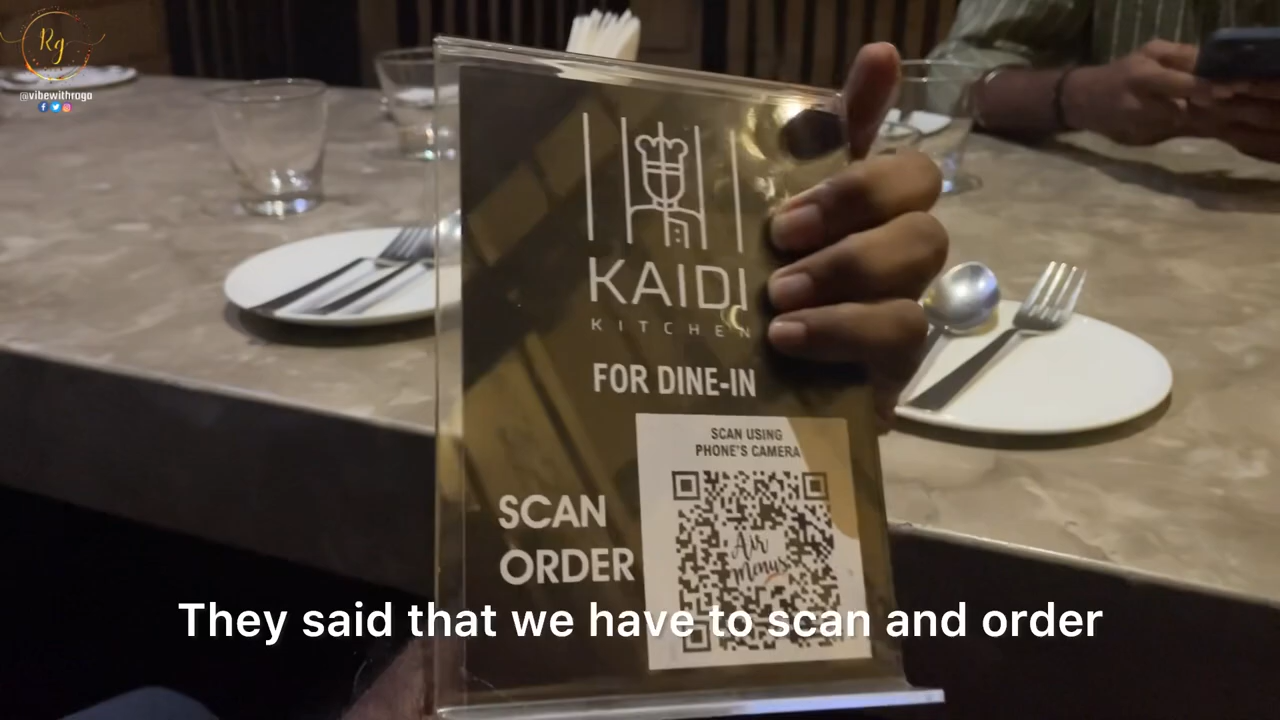 Rg
@vibewithroga
KAIDI
KITCHEN
FOR DINE-IN
SCAN USING
PHONE'S CAMERA
SCAN
ORDER
Air
Menus
They said that we have to scan and order